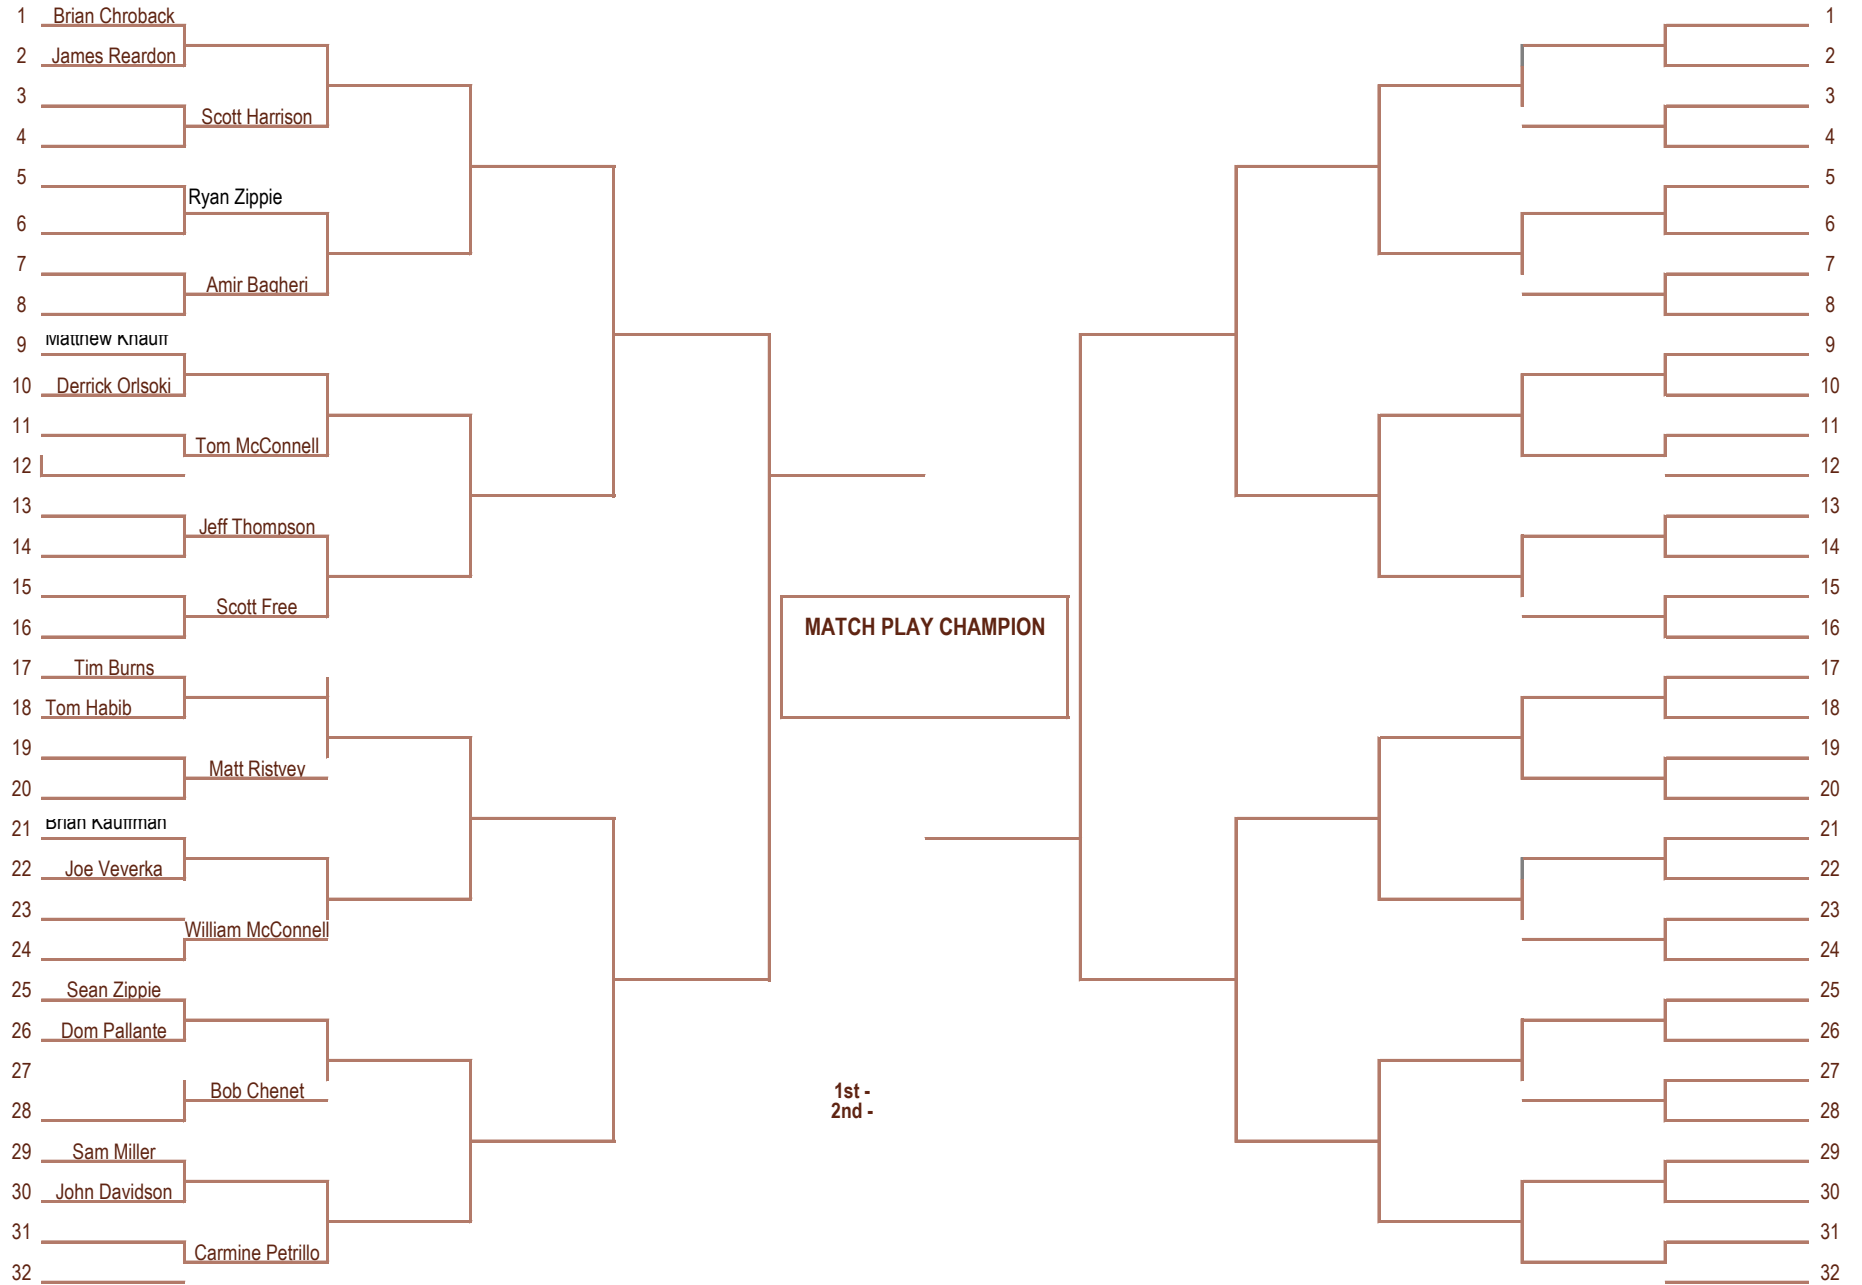 1 Brian Chroback 1
2 James Reardon 2
3 3
Scott Harrison
4 4
5 5
Ryan Zippie
6 6
7 7
Amir Bagheri
8 8
9 Matthew Knauff 9
10 Derrick Orlsoki 10
11 11
Tom McConnell
12 12
13 13
Jeff Thompson
14 14
15 15
Scott Free
16 16
MATCH PLAY CHAMPION
17 Tim Burns 17
18 Tom Habib 18
19 19
Matt Ristvey
20 20
21 Brian Kauffman 21
22 Joe Veverka 22
23 23
William McConnell
24 24
25 Sean Zippie 25
26 Dom Pallante 26
27 27
Bob Chenet
1st -
2nd -
28 28
29 Sam Miller 29
30 John Davidson 30
31 31
Carmine Petrillo
32 32